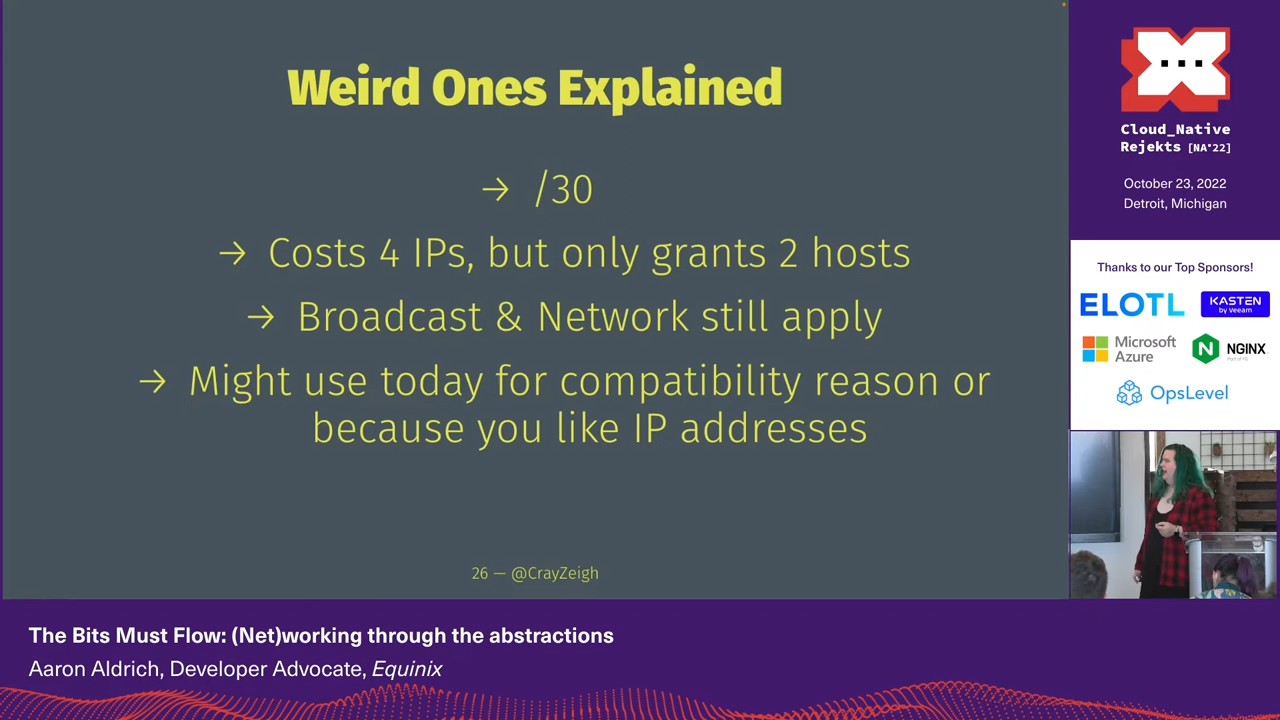 Weird Ones Explained
→ /30
→ Costs 4 IPs, but only grants 2 hosts
→ Broadcast & Network still apply
→ Might use today for compatibility reason or
because you like IP addresses
26 — @CrayZeigh
Cloud_Native
Rejekts [NA'22]
October 23, 2022
Detroit, Michigan
Thanks to our Top Sponsors!
ELOTL
KASTEN
by Veeam
Microsoft
Azure
N NGINX
Part of F5
OpsLevel
The Bits Must Flow: (Net)working through the abstractions
Aaron Aldrich, Developer Advocate, Equinix